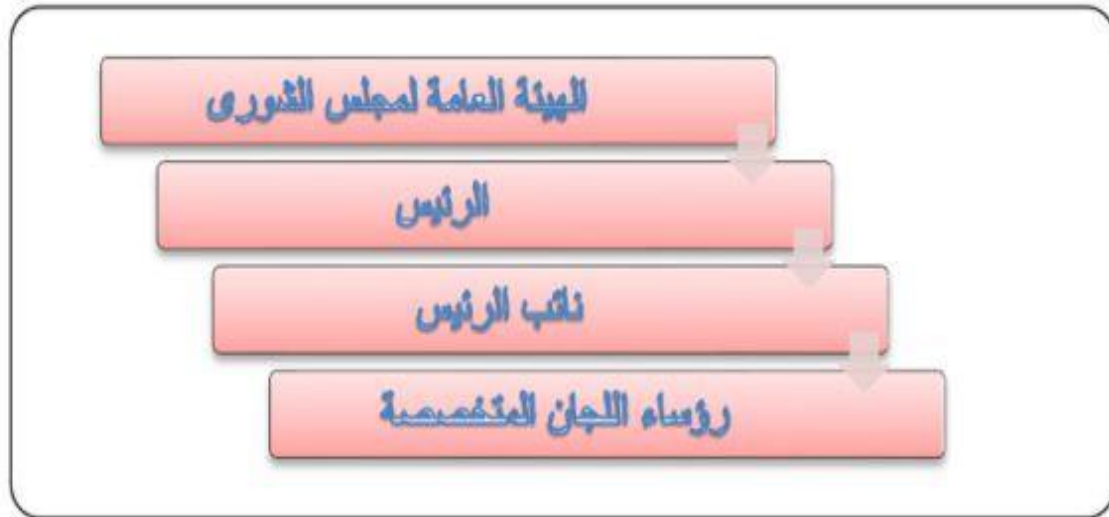 الهيئة العامة لمجلس الشورى
الرئيس
نائب الرئيس
رؤساء اللجان المتخصصة